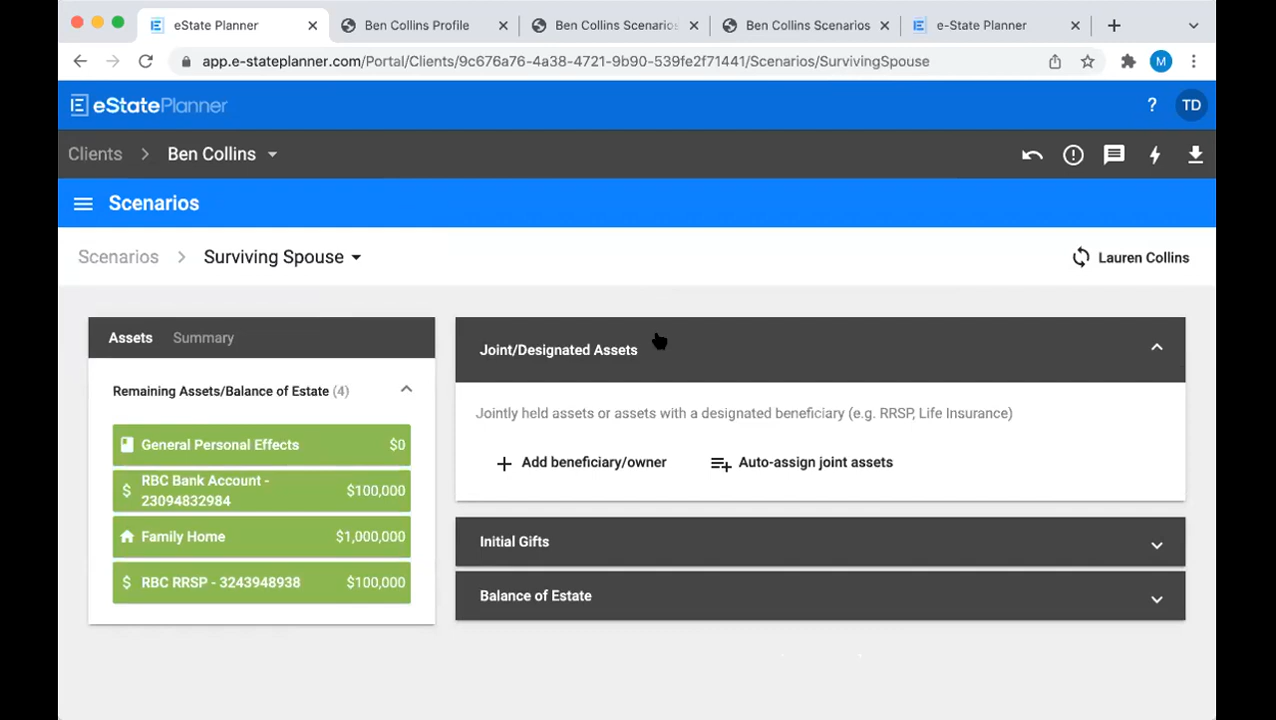 eState Planner
Ben Collins Profile
Ben Collins Scenarios
Ben Collins Scenarios
e-State Planner
app.e-stateplanner.com/Portal/Clients/9c676a76-4a38-4721-9b90-539fe2f71441/Scenarios/SurvivingSpouse
M
eStatePlanner
?
TD
Clients
Ben Collins
Scenarios
Scenarios
Surviving Spouse
Lauren Collins
Assets
Summary
Remaining Assets/Balance of Estate (4)
General Personal Effects
$0
$
RBC Bank Account -
23094832984
$100,000
Family Home
$1,000,000
$
RBC RRSP - 3243948938
$100,000
Joint/Designated Assets
Jointly held assets or assets with a designated beneficiary (e.g. RRSP, Life Insurance)
Add beneficiary/owner
Auto-assign joint assets
Initial Gifts
Balance of Estate